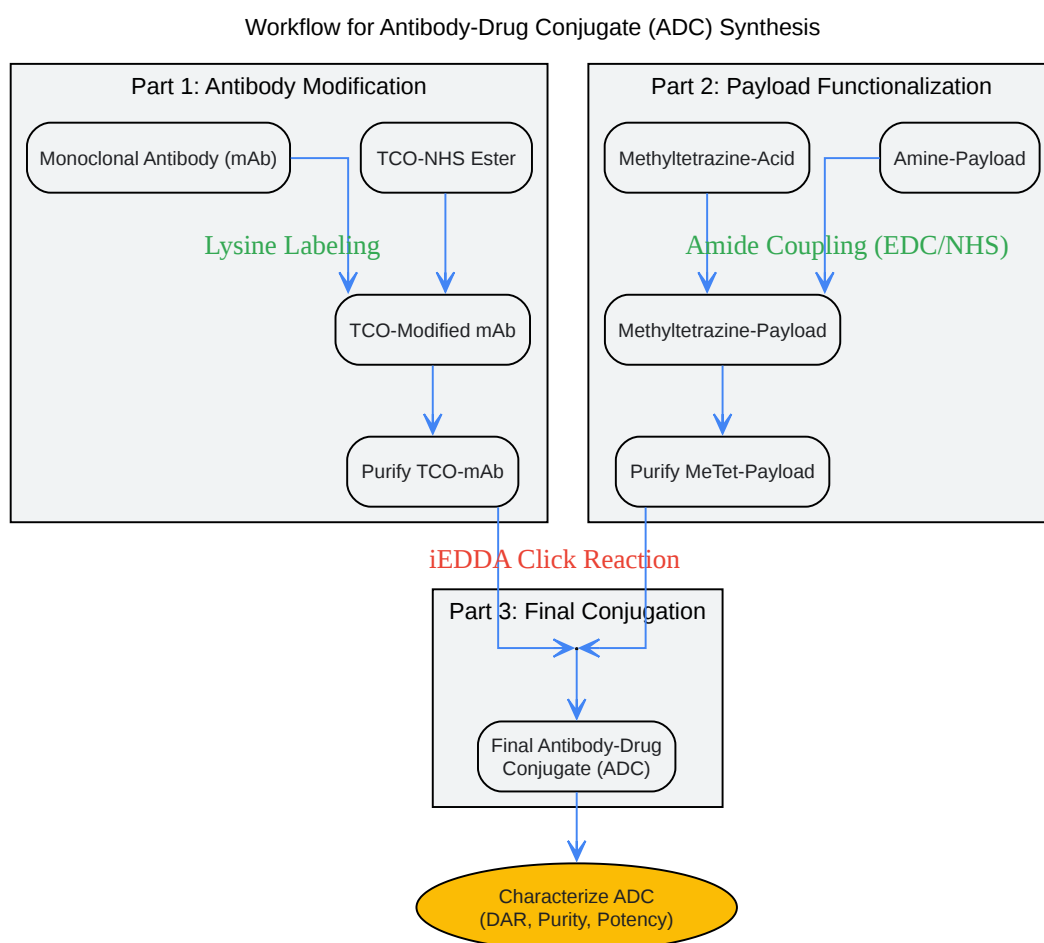 Workflow for Antibody-Drug Conjugate (ADC) Synthesis
Part 1: Antibody Modification
Monoclonal Antibody (mAb)
TCO-NHS Ester
Lysine Labeling
TCO-Modified mAb
Purify TCO-mAb
Part 2: Payload Functionalization
Methyltetrazine-Acid
Amine-Payload
Amide Coupling (EDC/NHS)
Methyltetrazine-Payload
Purify MeTet-Payload
iEDDA Click Reaction
Part 3: Final Conjugation
Final Antibody-Drug
Conjugate (ADC)
Characterize ADC
(DAR, Purity, Potency)